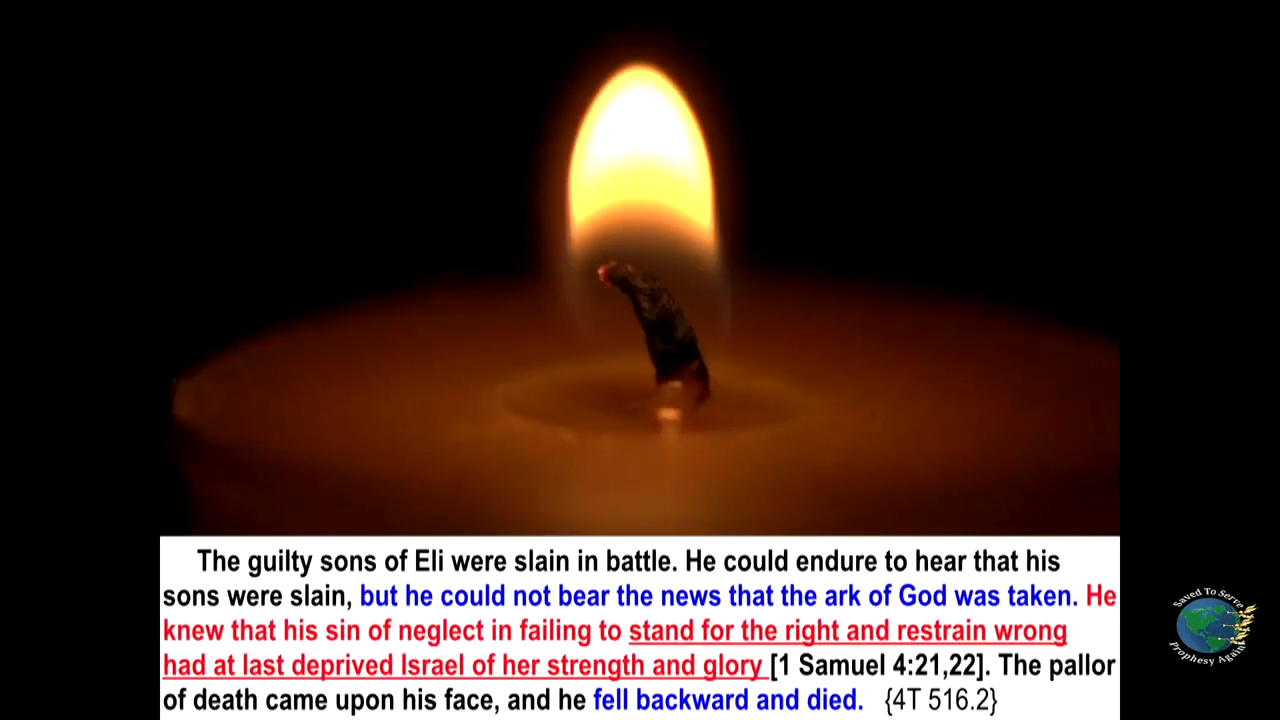 The guilty sons of Eli were slain in battle. He could endure to hear that his
sons were slain, but he could not bear the news that the ark of God was taken. He
knew that his sin of neglect in failing to stand for the right and restrain wrong
had at last deprived Israel of her strength and glory [1 Samuel 4:21,22]. The pallor
of death came upon his face, and he fell backward and died. {4T 516.2}
Saved To Serve
Prophesy Again